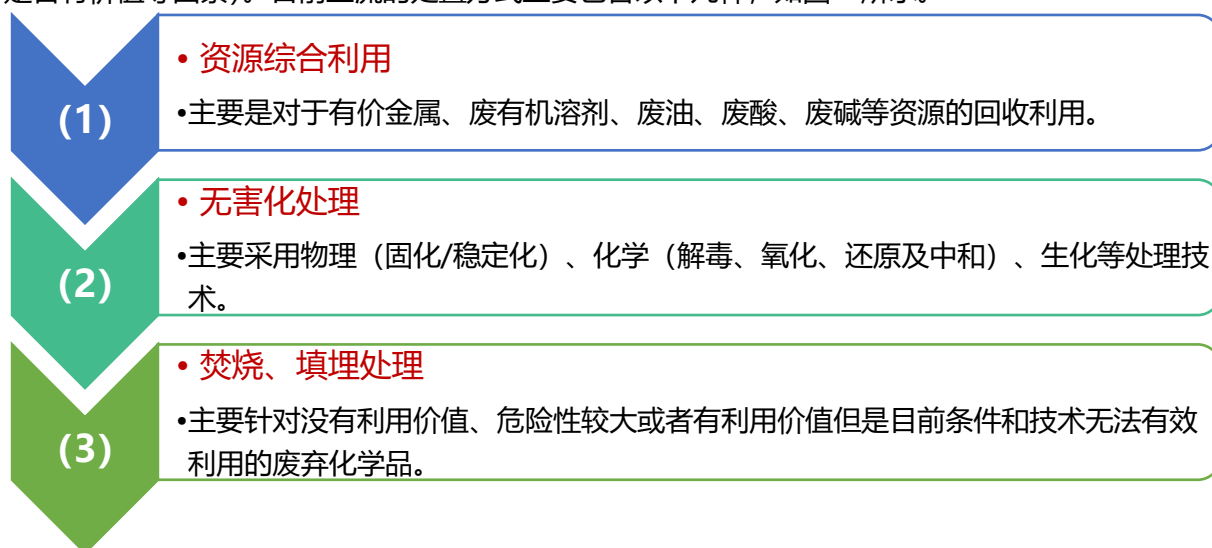 (1)
• 资源综合利用
•主要是对于有价金属、废有机溶剂、废油、废酸、废碱等资源的回收利用。
(2)
• 无害化处理
•主要采用物理（固化/稳定化）、化学（解毒、氧化、还原及中和）、生化等处理技
术。
(3)
• 焚烧、填埋处理
•主要针对没有利用价值、危险性较大或者有利用价值但是目前条件和技术无法有效
利用的废弃化学品。